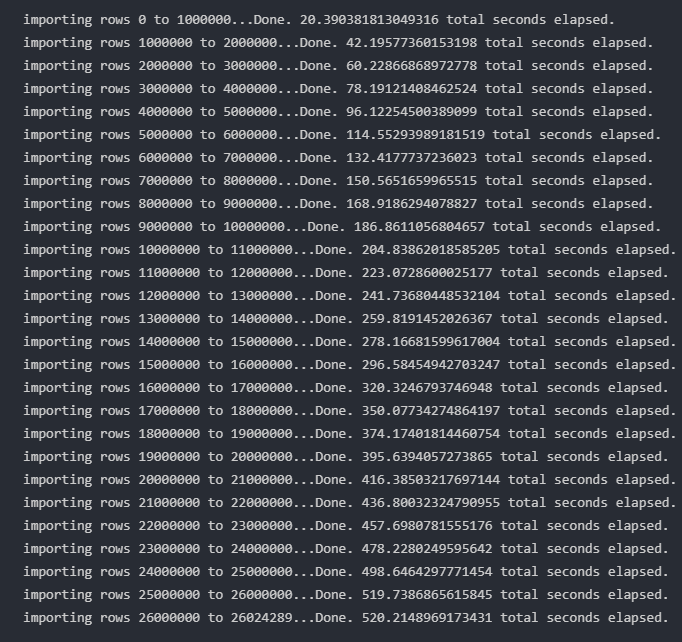 importing rows 0 to 1000000...Done. 20.390381813049316 total seconds elapsed.
importing rows 1000000 to 2000000...Done. 42.19577360153198 total seconds elapsed.
importing rows 2000000 to 3000000...Done. 60.22866868972778 total seconds elapsed.
importing rows 3000000 to 4000000...Done. 78.19121408462524 total seconds elapsed.
importing rows 4000000 to 5000000...Done. 96.12254500389099 total seconds elapsed.
importing rows 5000000 to 6000000...Done. 114.55293989181519 total seconds elapsed.
importing rows 6000000 to 7000000...Done. 132.4177737236023 total seconds elapsed.
importing rows 7000000 to 8000000...Done. 150.5651659965515 total seconds elapsed.
importing rows 8000000 to 9000000...Done. 168.9186294078827 total seconds elapsed.
importing rows 9000000 to 10000000...Done. 186.8611056804657 total seconds elapsed.
importing rows 10000000 to 11000000...Done. 204.83862018585205 total seconds elapsed.
importing rows 11000000 to 12000000...Done. 223.0728600025177 total seconds elapsed.
importing rows 12000000 to 13000000...Done. 241.73680448532104 total seconds elapsed.
importing rows 13000000 to 14000000...Done. 259.8191452026367 total seconds elapsed.
importing rows 14000000 to 15000000...Done. 278.16681599617004 total seconds elapsed.
importing rows 15000000 to 16000000...Done. 296.58454942703247 total seconds elapsed.
importing rows 16000000 to 17000000...Done. 320.3246793746948 total seconds elapsed.
importing rows 17000000 to 18000000...Done. 350.07734274864197 total seconds elapsed.
importing rows 18000000 to 19000000...Done. 374.17401814460754 total seconds elapsed.
importing rows 19000000 to 20000000...Done. 395.6394057273865 total seconds elapsed.
importing rows 20000000 to 21000000...Done. 416.38503217697144 total seconds elapsed.
importing rows 21000000 to 22000000...Done. 436.80032324790955 total seconds elapsed.
importing rows 22000000 to 23000000...Done. 457.6980781555176 total seconds elapsed.
importing rows 23000000 to 24000000...Done. 478.2280249595642 total seconds elapsed.
importing rows 24000000 to 25000000...Done. 498.6464297771454 total seconds elapsed.
importing rows 25000000 to 26000000...Done. 519.7386865615845 total seconds elapsed.
importing rows 26000000 to 26024289...Done. 520.2148969173431 total seconds elapsed.